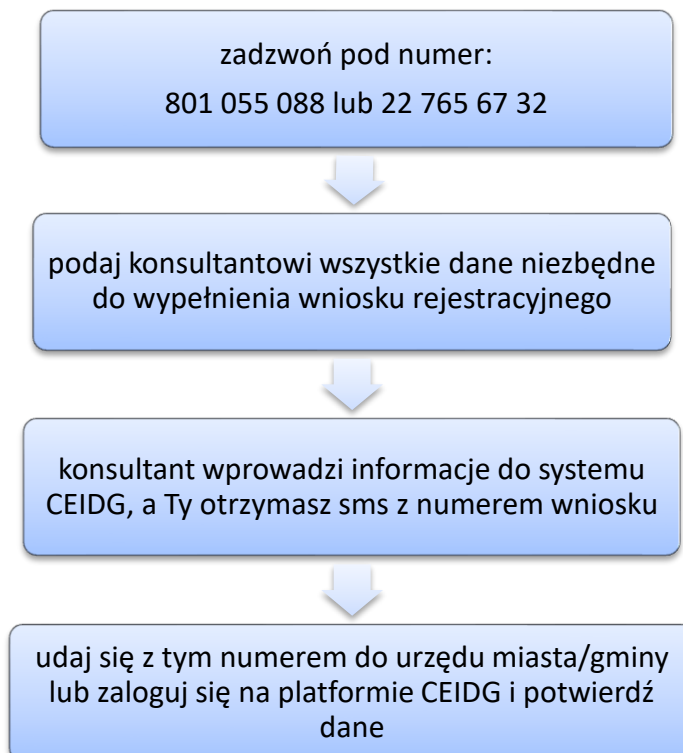 zadzwoń pod numer:
801 055 088 lub 22 765 67 32
podaj konsultantowi wszystkie dane niezbędne
do wypełnienia wniosku rejestracyjnego
konsultant wprowadzi informacje do systemu
CEIDG, a Ty otrzymasz sms z numerem wniosku
udaj się z tym numerem do urzędu miasta/gminy
lub zaloguj się na platformie CEIDG i potwierdź
dane